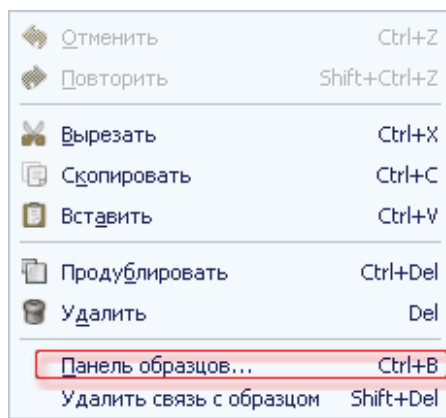 Отменить Ctrl+Z
Повторить Shift+Ctrl+Z
Вырезать Ctrl+X
Скопировать Ctrl+C
Вставить Ctrl+V
Продублировать Ctrl+Del
Удалить Del
Панель образцов... Ctrl+B
Удалить связь с образцом Shift+Del